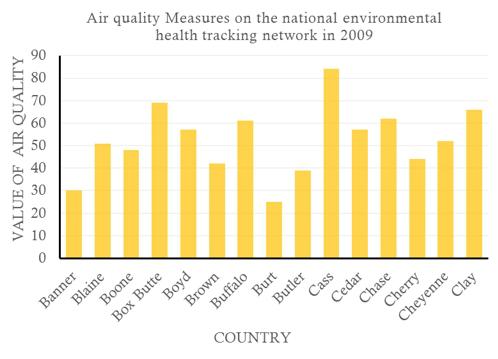 Air quality Measures on the national environmental
health tracking network in 2009
VALUE OF AIR QUALITY
90
80
70
60
50
40
30
20
10
0
Banner
Blaine
Boone
Box Butte
Boyd
Brown
Buffalo
Burt
Butler
Cass
Cedar
Chase
Cherry
Cheyenne
Clay
COUNTRY